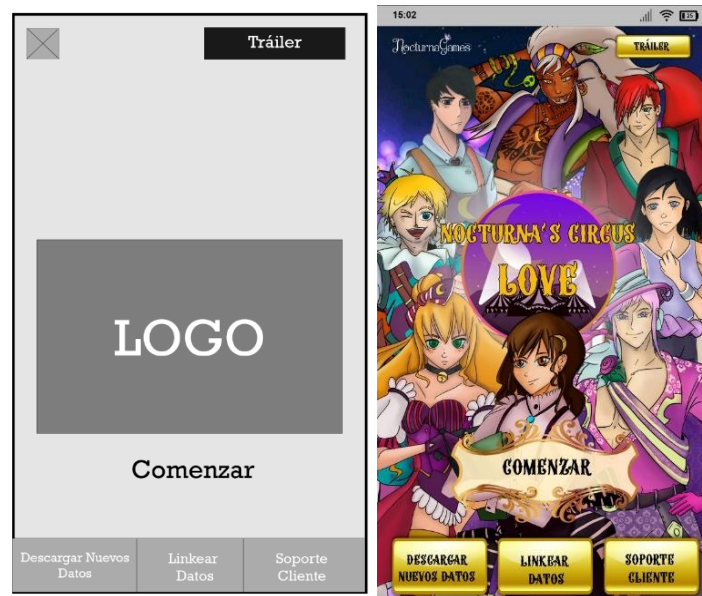 Tráiler
LOGO
Comenzar
Descargar Nuevos
Datos
Linkear
Datos
Soporte
Cliente
15:02
NocturnaGames
TRÁILER
NOCTURNA'S CIRCUS
LOVE
COMENZAR
DESCARGAR
NUEVOS DATOS
LINKEAR
DATOS
SOPORTE
CLIENTE